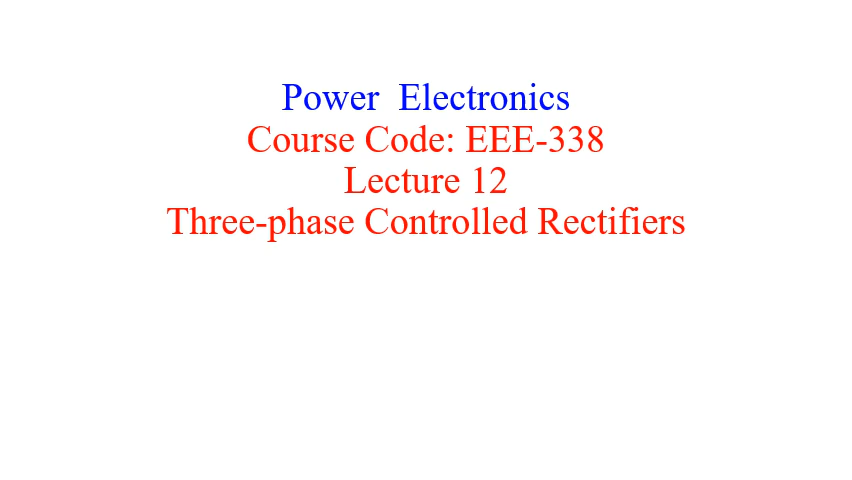 Power  Electronics
Course Code: EEE-338
Lecture 12
Three-phase Controlled Rectifiers